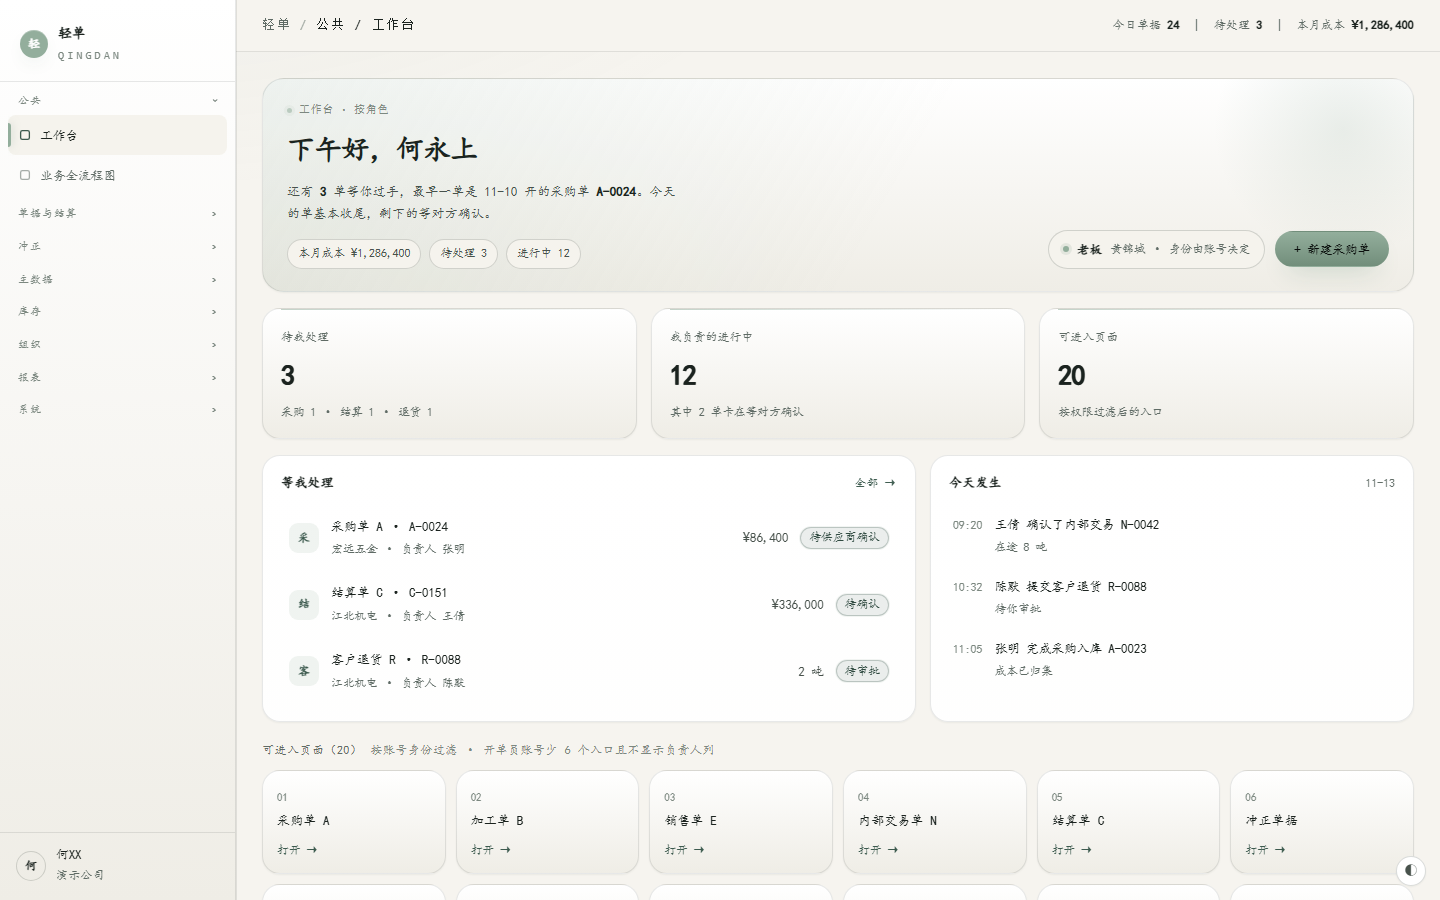 轻
轻单
QINGDAN
公共
工作台
业务全流程图
单据与结算
冲正
主数据
库存
组织
报表
系统
何
何XX
演示公司
轻单 / 公共 / 工作台
今日单据 24 | 待处理 3 | 本月成本 ¥1,286,400
工作台 · 按角色
下午好，何永上
还有 3 单等你过手，最早一单是 11-10 开的采购单 A-0024。今天
的单基本收尾，剩下的等对方确认。
本月成本 ¥1,286,400
待处理 3
进行中 12
老板 黄锦域 • 身份由账号决定
+ 新建采购单
待我处理
3
采购 1 • 结算 1 • 退货 1
我负责的进行中
12
其中 2 单卡在等对方确认
可进入页面
20
按权限过滤后的入口
等我处理
全部 →
采
采购单 A • A-0024
宏远五金 • 负责人 张明
¥86,400
待供应商确认
结
结算单 C • C-0151
江北机电 • 负责人 王倩
¥336,000
待确认
客
客户退货 R • R-0088
江北机电 • 负责人 陈默
2 吨
待审批
今天发生
11-13
09:20
王倩 确认了内部交易 N-0042
在途 8 吨
10:32
陈默 提交客户退货 R-0088
待你审批
11:05
张明 完成采购入库 A-0023
成本已归集
可进入页面（20） 按账号身份过滤 • 开单员账号少 6 个入口且不显示负责人列
01
采购单 A
打开 →
02
加工单 B
打开 →
03
销售单 E
打开 →
04
内部交易单 N
打开 →
05
结算单 C
打开 →
06
冲正单据
打开 →